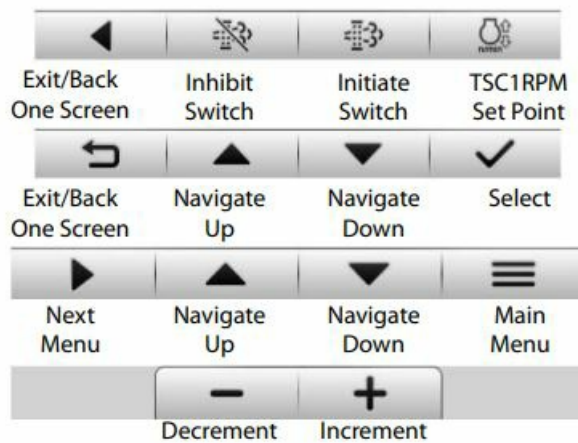 Exit/Back Inhibit Initiate TSC1RPM
One Screen Switch Switch Set Point
Exit/Back Navigate Navigate Select
One Screen Up Down
Next Navigate Navigate Main
Menu Up Down Menu
Decrement Increment